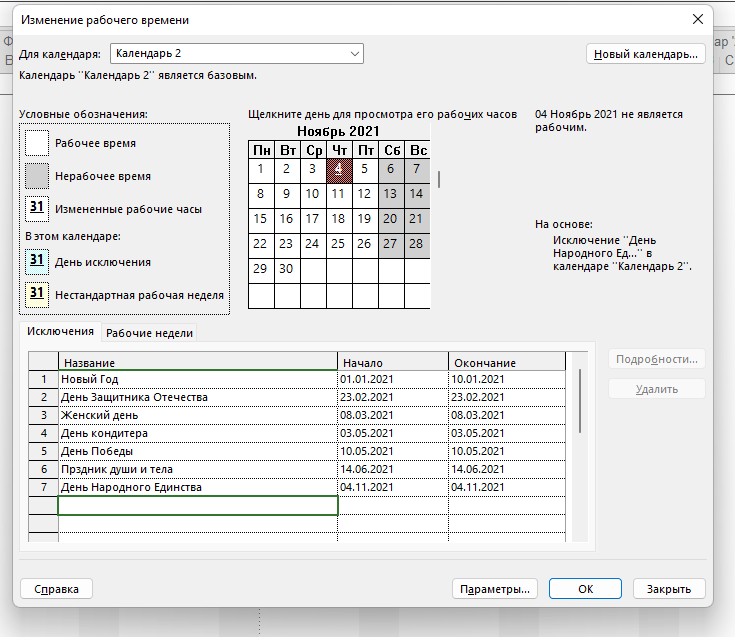 Изменение рабочего времени
Для календаря: Календарь 2
Новый календарь...
Календарь "Календарь 2" является базовым.
Условные обозначения:
Рабочее время
Нерабочее время
31 Измененные рабочие часы
В этом календаре:
31 День исключения
31 Нестандартная рабочая неделя
Щелкните день для просмотра его рабочих часов
Ноябрь 2021
Пн Вт Ср Чт Пт Сб Вс
1 2 3 4 5 6 7
8 9 10 11 12 13 14
15 16 17 18 19 20 21
22 23 24 25 26 27 28
29 30
04 Ноябрь 2021 не является
рабочим.
На основе:
Исключение "День
Народного Ед..." в
календаре "Календарь 2".
Исключения Рабочие недели
Название Начало Окончание
1 Новый Год 01.01.2021 10.01.2021
2 День Защитника Отечества 23.02.2021 23.02.2021
3 Женский день 08.03.2021 08.03.2021
4 День кондитера 03.05.2021 03.05.2021
5 День Победы 10.05.2021 10.05.2021
6 Прздник души и тела 14.06.2021 14.06.2021
7 День Народного Единства 04.11.2021 04.11.2021
Подробности...
Удалить
Справка Параметры... ОК Закрыть